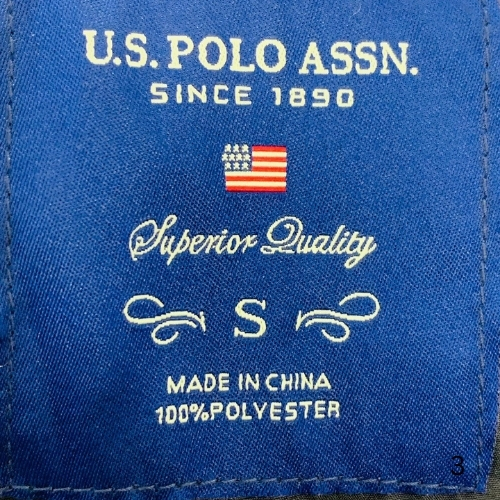 U.S. POLO ASSN.
SINCE 1890
Superior Quality
S
MADE IN CHINA
100%POLYESTER
3